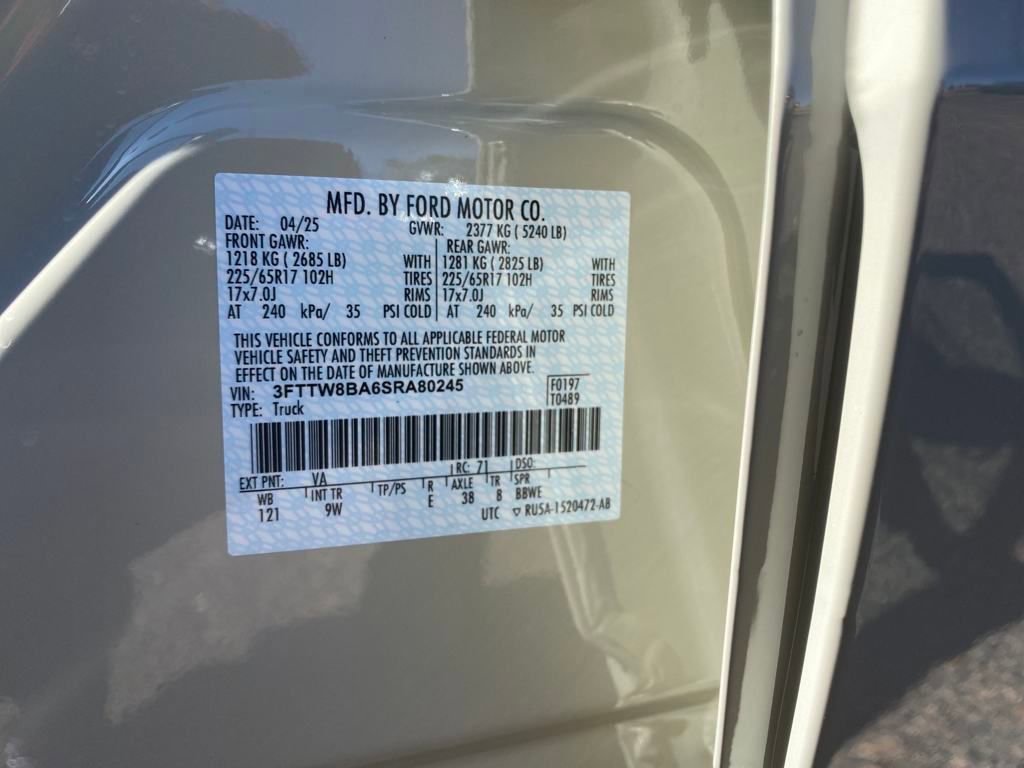 MFD. BY FORD MOTOR CO.
DATE: 04/25 GVWR: 2377 KG ( 5240 LB)
FRONT GAWR: REAR GAWR:
1218 KG ( 2685 LB) WITH 1281 KG ( 2825 LB) WITH
225/65R17 102H TIRES 225/65R17 102H TIRES
17x7.0J RIMS 17x7.0J RIMS
AT 240 kPa/ 35 PSI COLD AT 240 kPa/ 35 PSI COLD
THIS VEHICLE CONFORMS TO ALL APPLICABLE FEDERAL MOTOR
VEHICLE SAFETY AND THEFT PREVENTION STANDARDS IN
EFFECT ON THE DATE OF MANUFACTURE SHOWN ABOVE.
VIN: 3FTTW8BA6SRA80245 F0197
TYPE: Truck T0489
EXT PNT: VA RC: 71 DSO:
WB INT TR TP/PS R AXLE TR SPR
121 9W E 38 8 BBWE
UTC ▽ RU5A-1520472-AB